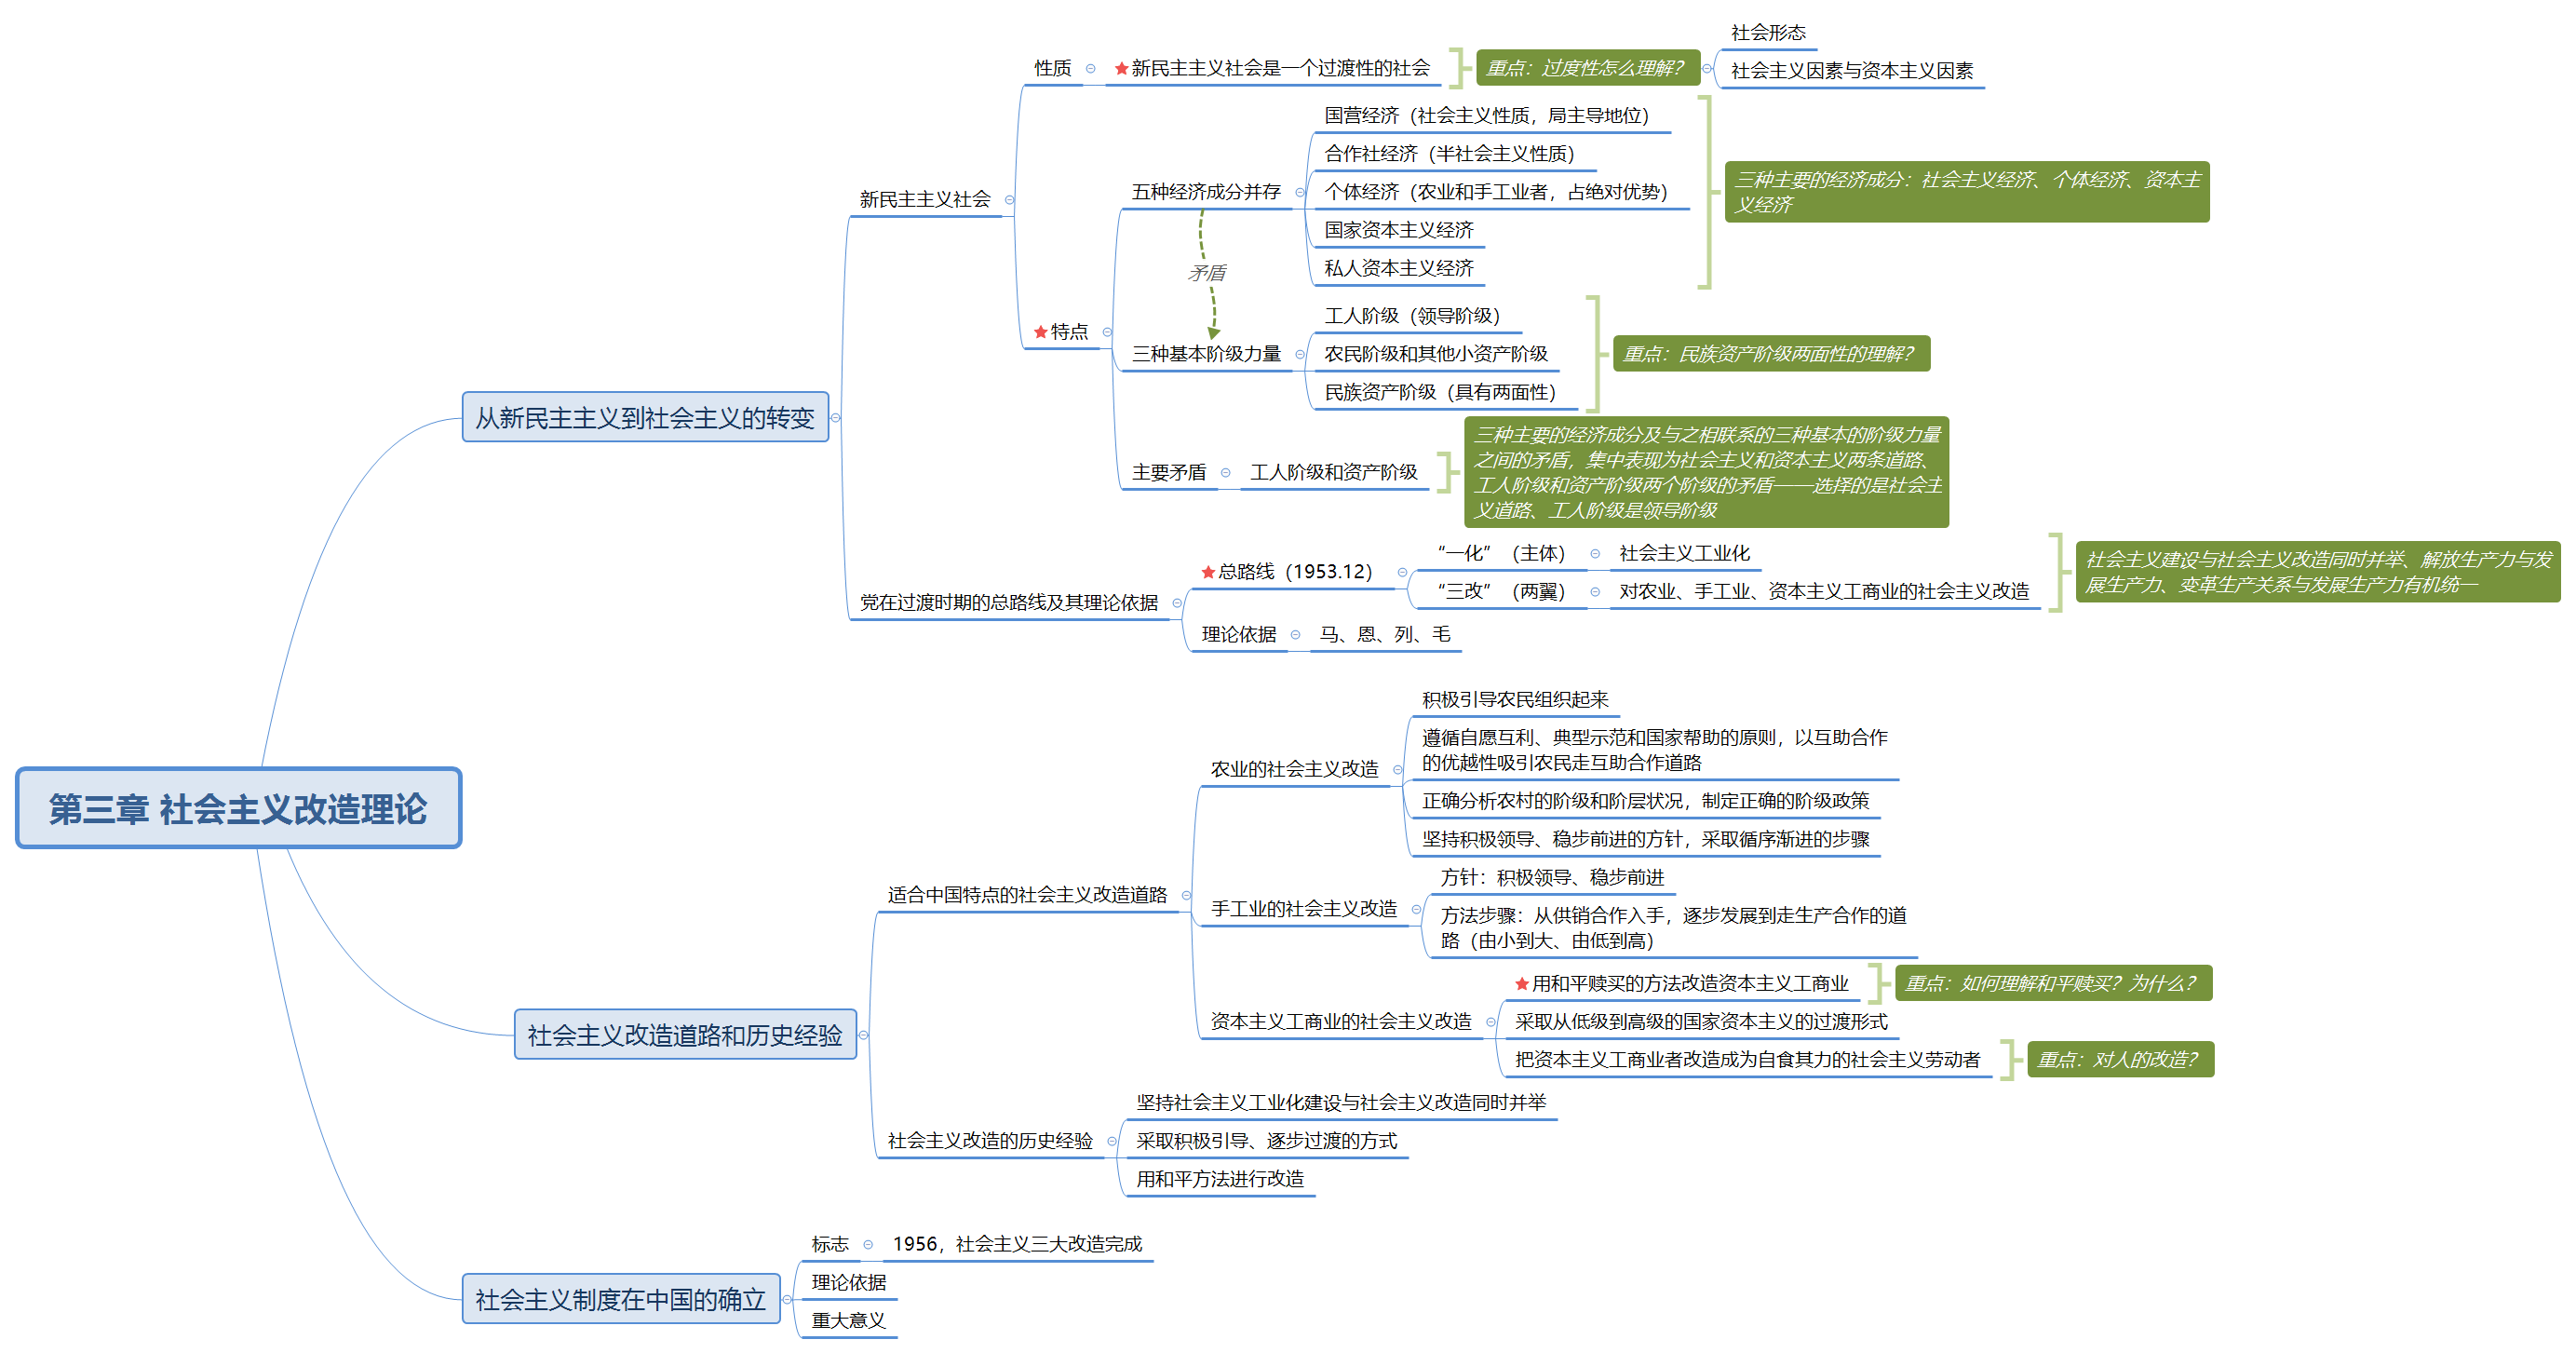 第三章 社会主义改造理论
从新民主主义到社会主义的转变
新民主主义社会
性质
新民主主义社会是一个过渡性的社会
重点：过度性怎么理解？
社会形态
社会主义因素与资本主义因素
特点
五种经济成分并存
国营经济（社会主义性质，局主导地位）
合作社经济（半社会主义性质）
个体经济（农业和手工业者，占绝对优势）
国家资本主义经济
私人资本主义经济
三种主要的经济成分：社会主义经济、个体经济、资本主
义经济
矛盾
三种基本阶级力量
工人阶级（领导阶级）
农民阶级和其他小资产阶级
民族资产阶级（具有两面性）
重点：民族资产阶级两面性的理解？
主要矛盾
工人阶级和资产阶级
三种主要的经济成分及与之相联系的三种基本的阶级力量
之间的矛盾，集中表现为社会主义和资本主义两条道路、
工人阶级和资产阶级两个阶级的矛盾——选择的是社会主
义道路、工人阶级是领导阶级
党在过渡时期的总路线及其理论依据
总路线（1953.12）
“一化”（主体）
社会主义工业化
“三改”（两翼）
对农业、手工业、资本主义工商业的社会主义改造
社会主义建设与社会主义改造同时并举、解放生产力与发
展生产力、变革生产关系与发展生产力有机统一
理论依据
马、恩、列、毛
社会主义改造道路和历史经验
适合中国特点的社会主义改造道路
农业的社会主义改造
积极引导农民组织起来
遵循自愿互利、典型示范和国家帮助的原则，以互助合作
的优越性吸引农民走互助合作道路
正确分析农村的阶级和阶层状况，制定正确的阶级政策
坚持积极领导、稳步前进的方针，采取循序渐进的步骤
手工业的社会主义改造
方针：积极领导、稳步前进
方法步骤：从供销合作入手，逐步发展到走生产合作的道
路（由小到大、由低到高）
资本主义工商业的社会主义改造
用和平赎买的方法改造资本主义工商业
重点：如何理解和平赎买？为什么？
采取从低级到高级的国家资本主义的过渡形式
把资本主义工商业者改造成为自食其力的社会主义劳动者
重点：对人的改造？
社会主义改造的历史经验
坚持社会主义工业化建设与社会主义改造同时并举
采取积极引导、逐步过渡的方式
用和平方法进行改造
社会主义制度在中国的确立
标志
1956，社会主义三大改造完成
理论依据
重大意义